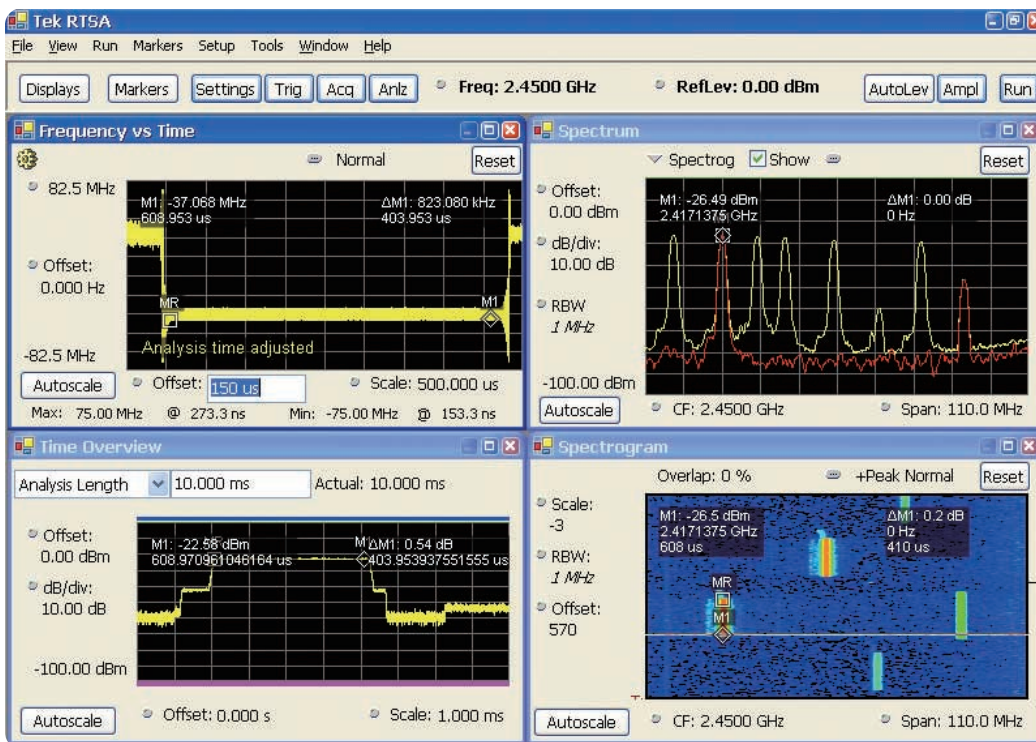 Tek RTSA
File View Run Markers Setup Tools Window Help
Displays Markers Settings Trig Acq Anlz Freq: 2.4500 GHz RefLev: 0.00 dBm AutoLev Ampl Run
Frequency vs Time
Normal Reset
82.5 MHz
M1: -37.068 MHz
608.953 us
ΔM1: 823.080 kHz
403.953 us
Offset:
0.000 Hz
MR
M1
-82.5 MHz
Analysis time adjusted
Autoscale Offset: 150 us Scale: 500.000 us
Max: 75.00 MHz @ 273.3 ns Min: -75.00 MHz @ 153.3 ns
Spectrum
Spectrog Show Reset
Offset:
0.00 dBm
M1: -26.49 dBm
2.4171375 GHz
ΔM1: 0.00 dB
0 Hz
dB/div:
10.00 dB
RBW
1 MHz
-100.00 dBm
Autoscale CF: 2.4500 GHz Span: 110.0 MHz
Time Overview
Analysis Length 10.000 ms Actual: 10.000 ms
Offset:
0.00 dBm
M1: -22.58 dBm
608.970961046164 us
ΔM1: 0.54 dB
403.953937551555 us
dB/div:
10.00 dB
-100.00 dBm
Autoscale Offset: 0.000 s Scale: 1.000 ms
Spectrogram
Overlap: 0 % +Peak Normal Reset
Scale:
-3
M1: -26.5 dBm
2.4171375 GHz
608 us
ΔM1: 0.2 dB
0 Hz
410 us
RBW:
1 MHz
MR
M1
Offset:
570
Autoscale CF: 2.4500 GHz Span: 110.0 MHz